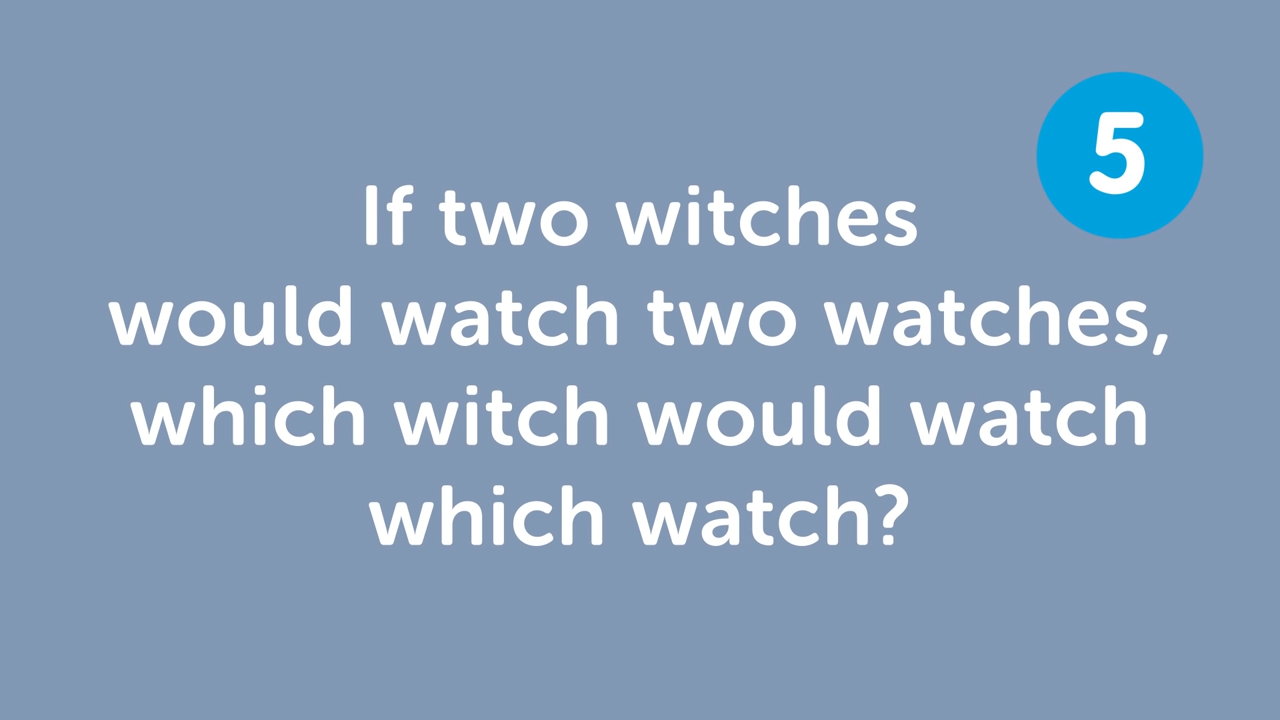 5
If two witches
would watch two watches,
which witch would watch
which watch?